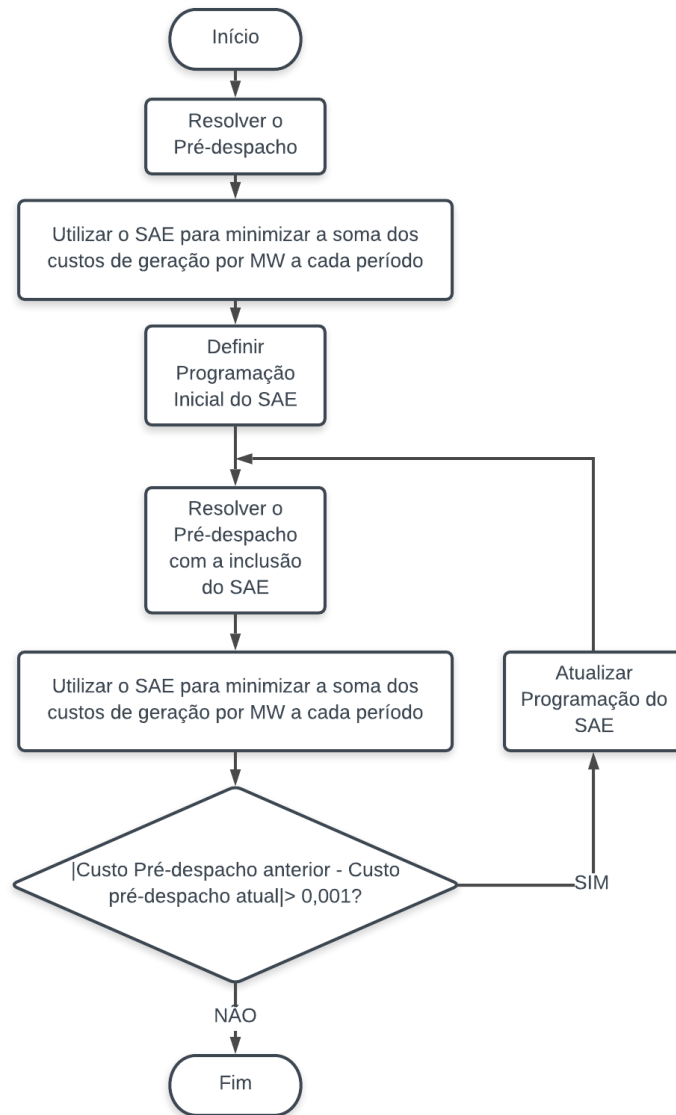 Início
Resolver o
Pré-despacho
Utilizar o SAE para minimizar a soma dos
custos de geração por MW a cada período
Definir
Programação
Inicial do SAE
Resolver o
Pré-despacho
com a inclusão
do SAE
Utilizar o SAE para minimizar a soma dos
custos de geração por MW a cada período
Atualizar
Programação do
SAE
|Custo Pré-despacho anterior - Custo
pré-despacho atual|> 0,001?
SIM
NÃO
Fim